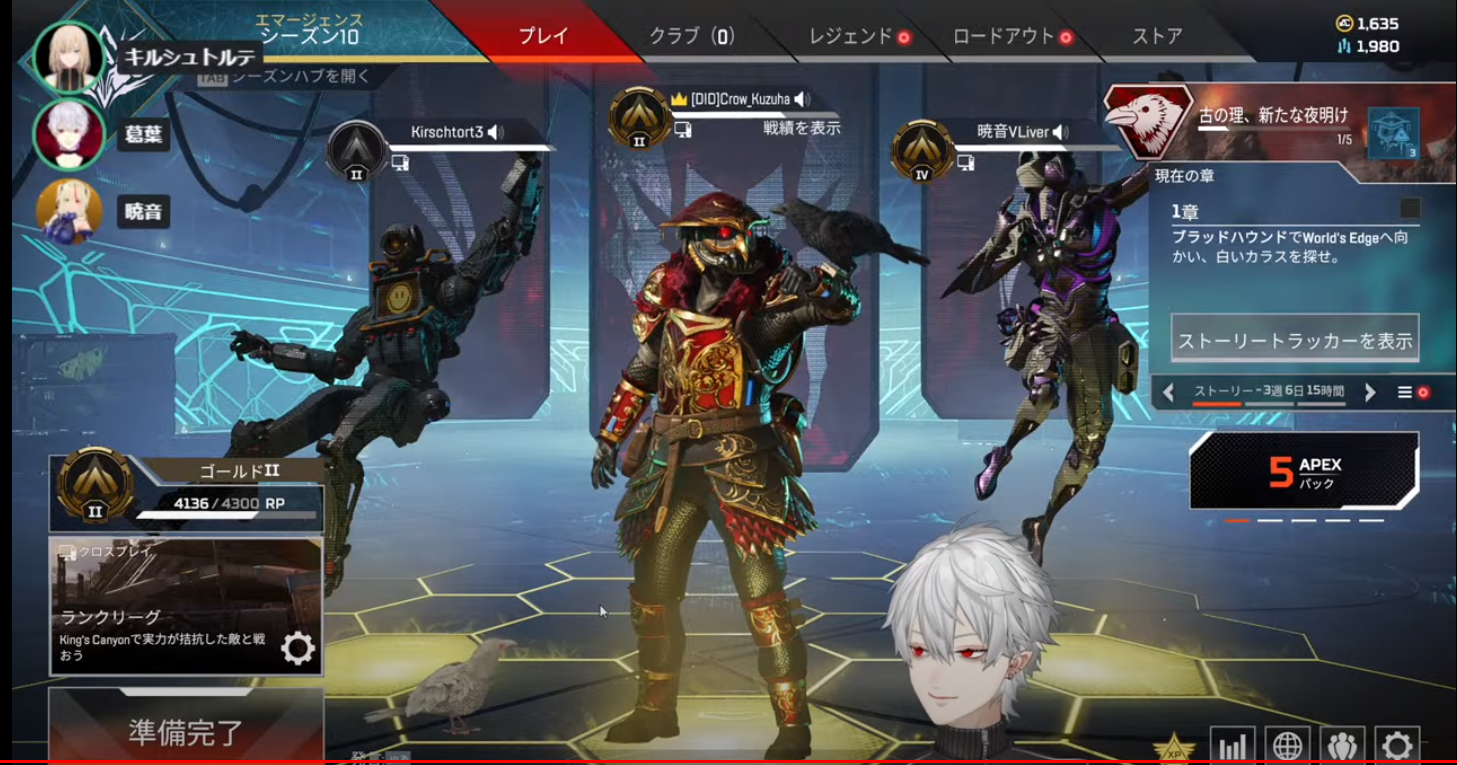 エマージェンス
シーズン10
プレイ
クラブ (0)
レジェンド
ロードアウト
ストア
1,635
1,980
キルシュトルテ
TAB シーズンハブを開く
葛葉
暁音
Kirschtort3
II
[DID]Crow_Kuzuha
戦績を表示
II
暁音VLiver
IV
古の理、新たな夜明け
1/5
3
現在の章
1章
ブラッドハウンドでWorld's Edgeへ向
かい、白いカラスを探せ。
ストーリートラッカーを表示
ストーリー - 3週 6日 15時間
5 APEX
パック
ゴールドII
4136/4300 RP
II
クロスプレイ
ランクリーグ
King's Canyonで実力が拮抗した敵と戦
おう
準備完了
XP